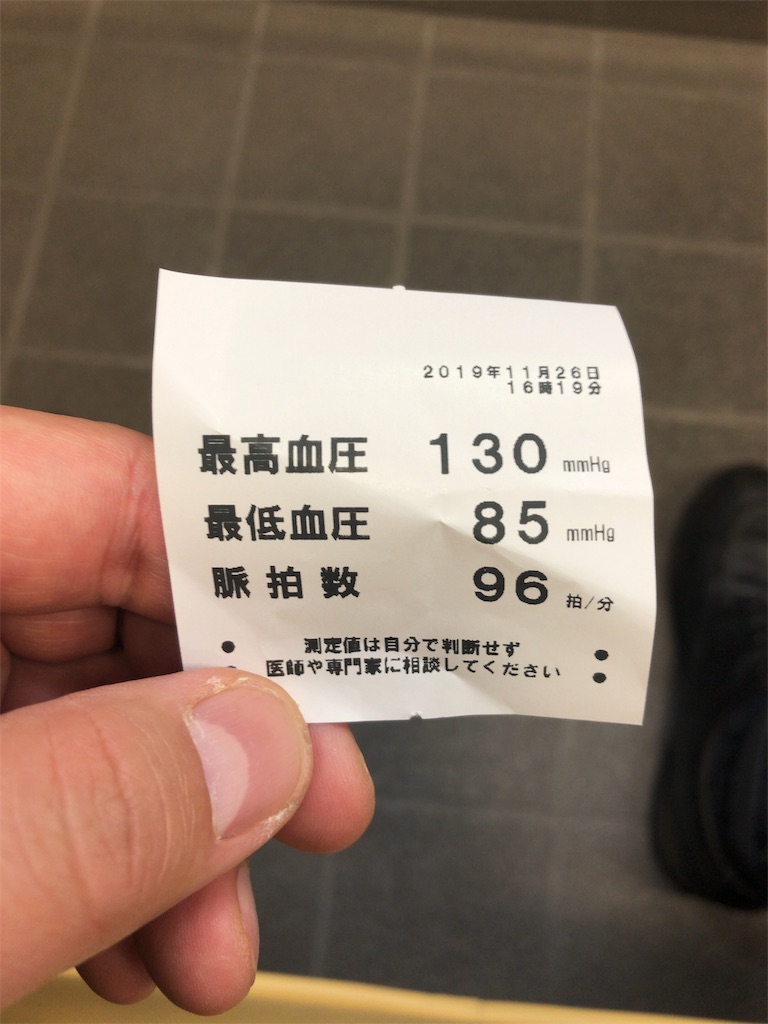 2019年11月26日
16時19分
最高血圧 130 mmHg
最低血圧 85 mmHg
脈拍数 96 拍/分
測定値は自分で判断せず
医師や専門家に相談してください